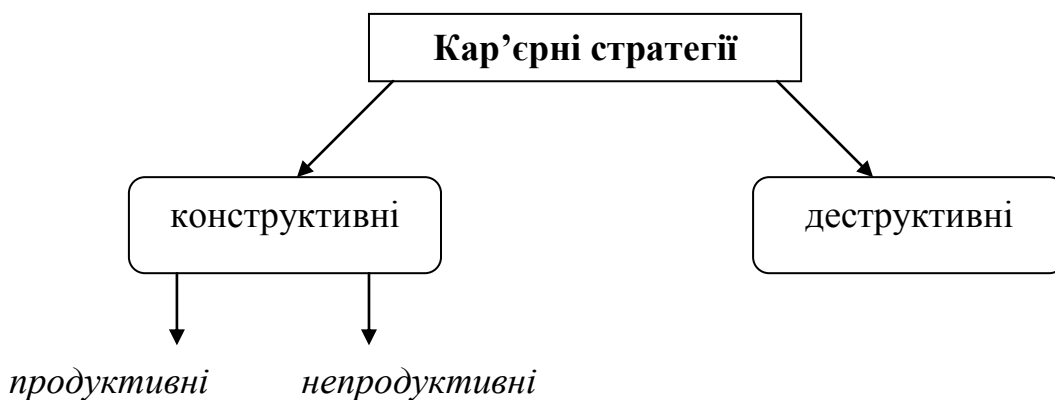 Кар’єрні стратегії
конструктивні
деструктивні
продуктивні
непродуктивні